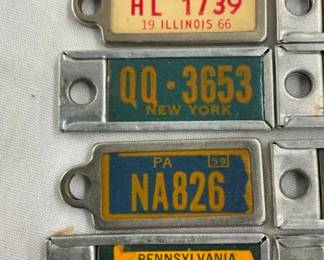 HL 1739
19 ILLINOIS 66
QQ·3653
NEW YORK
PA 59
NA826
PENNSYLVANIA